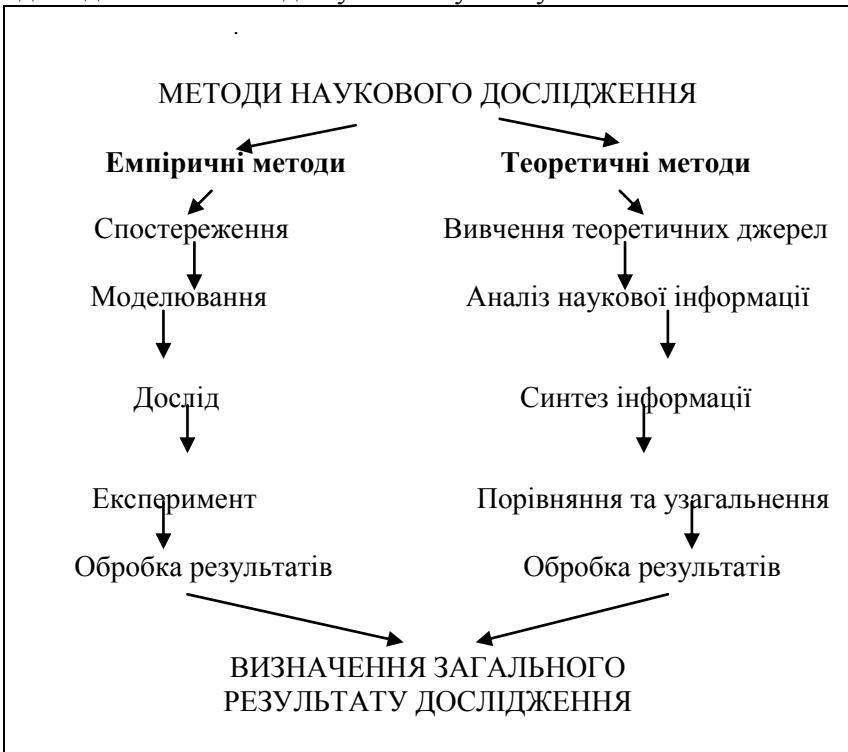 МЕТОДИ НАУКОВОГО ДОСЛІДЖЕННЯ
Емпіричні методи Теоретичні методи
Спостереження Вивчення теоретичних джерел
Моделювання Аналіз наукової інформації
Дослід Синтез інформації
Експеримент Порівняння та узагальнення
Обробка результатів Обробка результатів
ВИЗНАЧЕННЯ ЗАГАЛЬНОГО
РЕЗУЛЬТАТУ ДОСЛІДЖЕННЯ